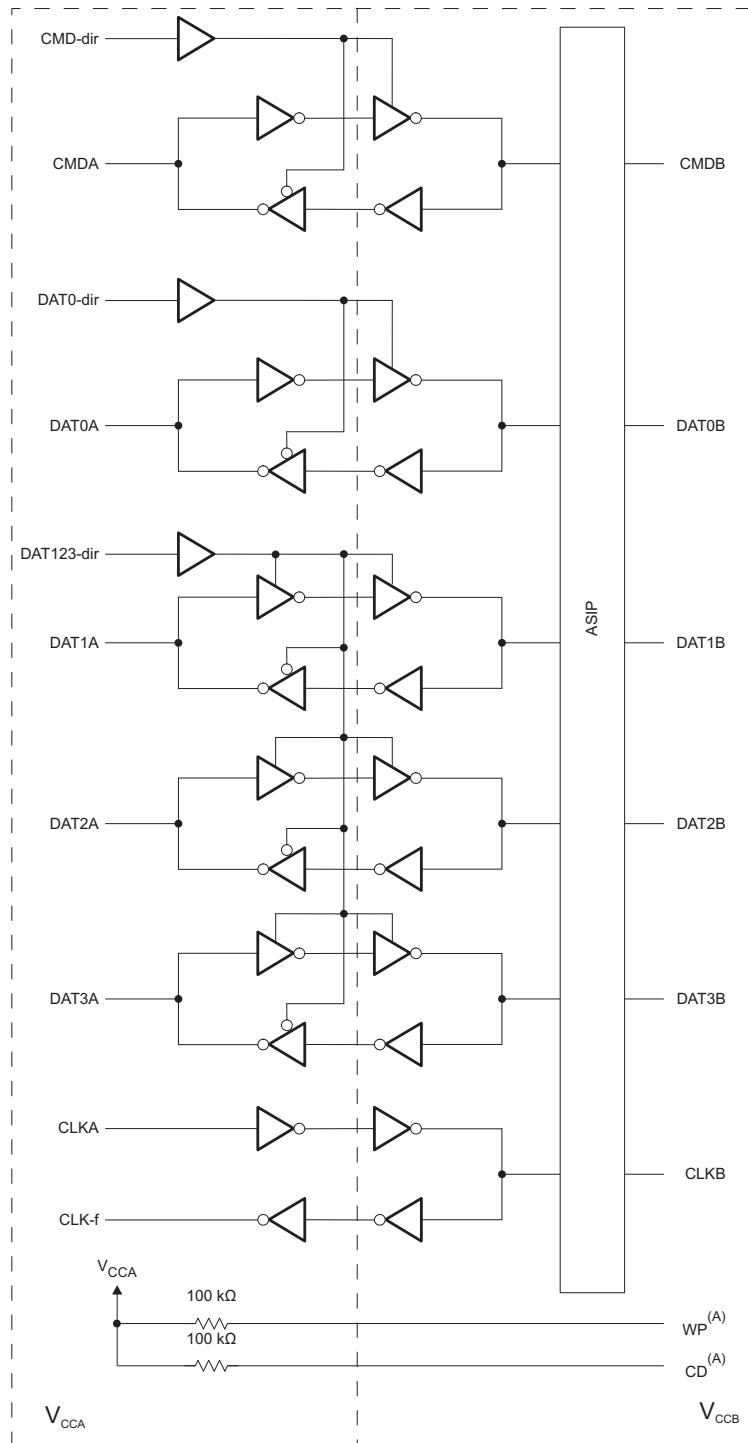 CMD-dir
CMDA
CMDB
DAT0-dir
DAT0A
DAT0B
DAT123-dir
DAT1A
DAT1B
ASIP
DAT2A
DAT2B
DAT3A
DAT3B
CLKA
CLKB
CLK-f
VCCA
100 kΩ
WP(A)
100 kΩ
CD(A)
VCCA
VCCB